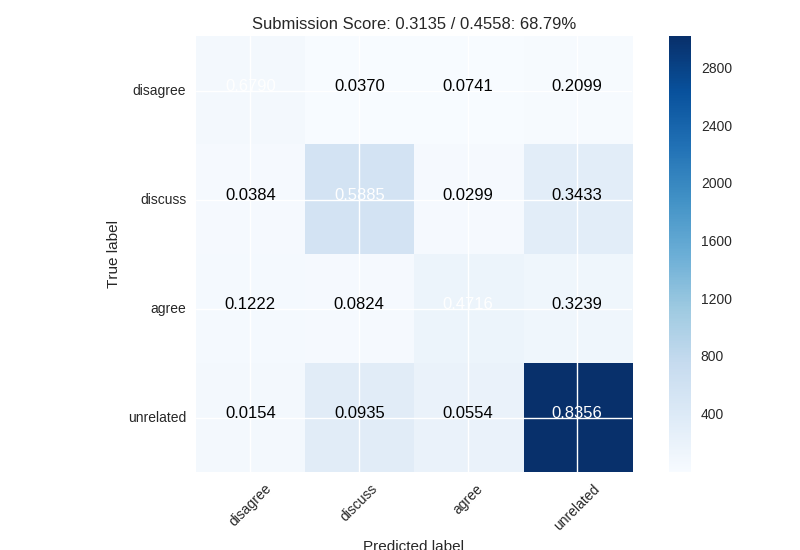 Submission Score: 0.3135 / 0.4558: 68.79%
disagree 0.6790 0.0370 0.0741 0.2099
discuss 0.0384 0.5885 0.0299 0.3433
agree 0.1222 0.0824 0.4716 0.3239
unrelated 0.0154 0.0935 0.0554 0.8356
True label
disagree discuss agree unrelated
Predicted label
2800
2400
2000
1600
1200
800
400